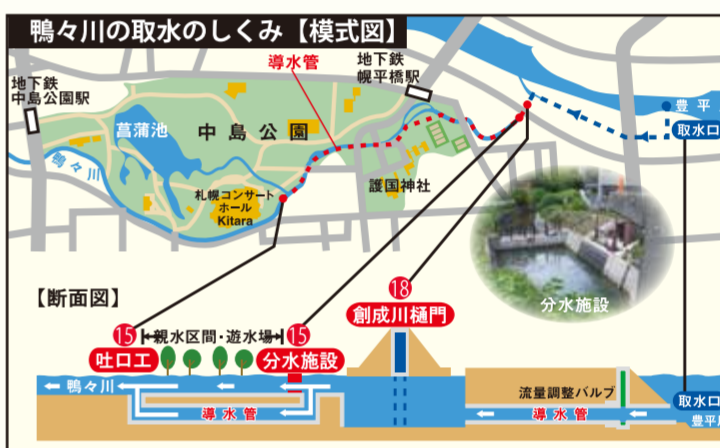 鴨々川の取水のしくみ【模式図】
導水管
地下鉄
幌平橋駅
地下鉄
中島公園駅
菖蒲池
中島公園
鴨々川
豊平
取水口
札幌コンサート
ホール
Kitara
護国神社
分水施設
【断面図】
18
創成川樋門
15
親水区間・遊水場
15
吐口工
分水施設
鴨々川
導水管
流量調整バルブ
導水管
取水口
豊平